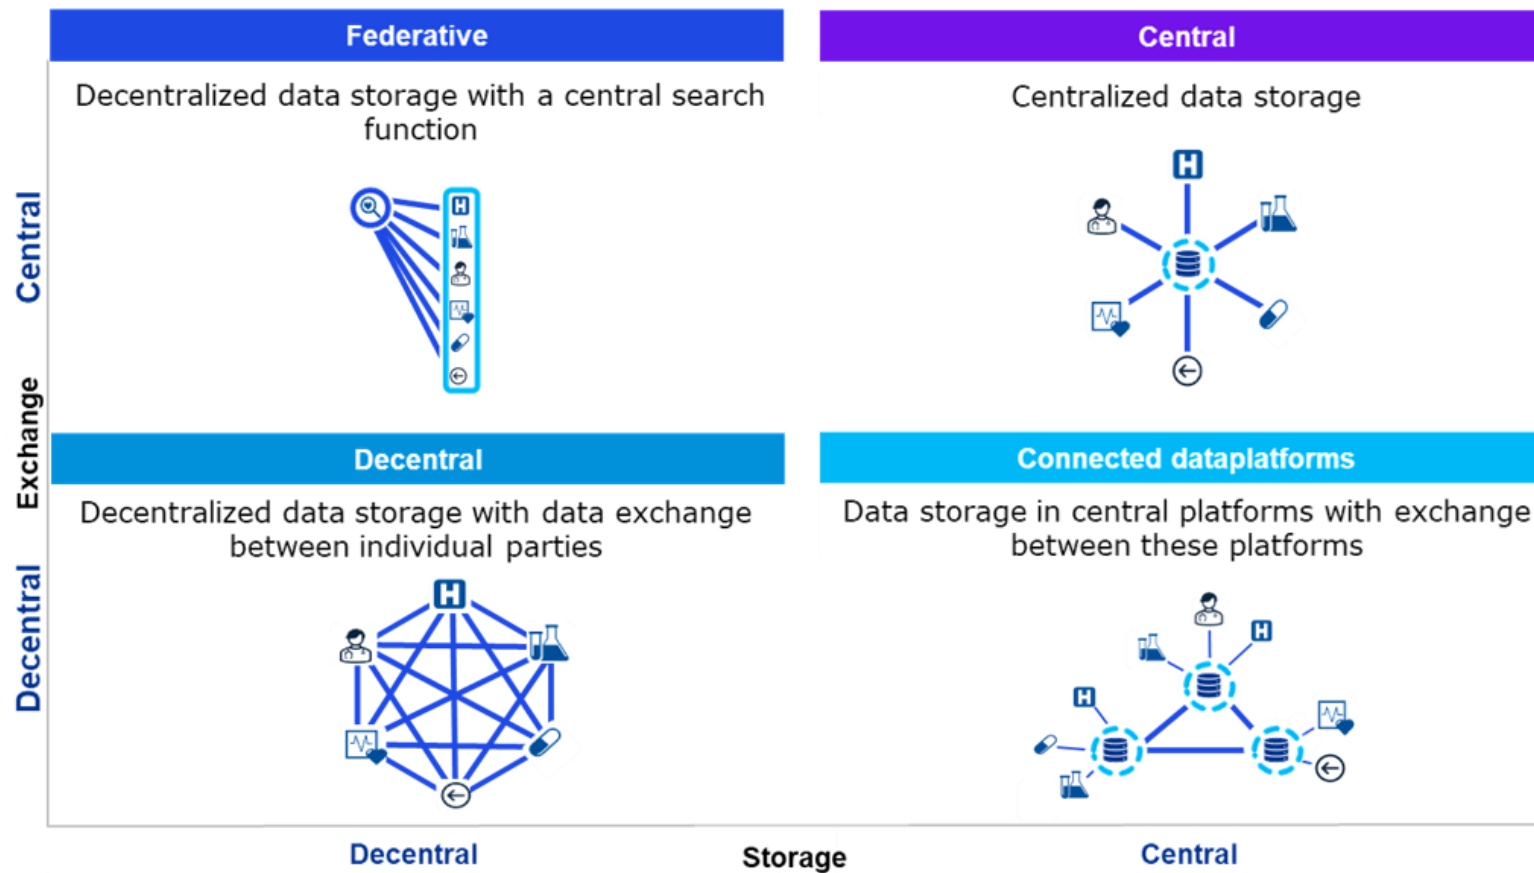 Federative
Central
Decentralized data storage with a central search
function
Centralized data storage
H
H
Central
Exchange
Decentral
Connected dataplatforms
Decentralized data storage with data exchange
between individual parties
Data storage in central platforms with exchange
between these platforms
H
H
H
Decentral
Decentral
Storage
Central